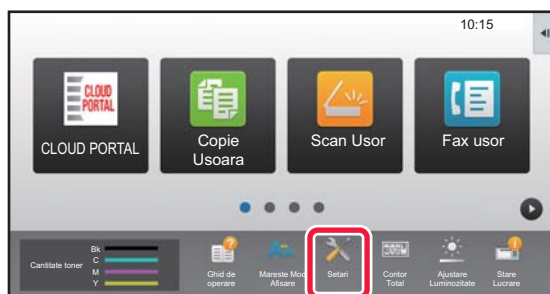 10:15
CLOUD
PORTAL
CLOUD PORTAL
Copie
Usoara
Scan Usor
Fax usor
Cantitate toner
Bk
C
M
Y
Ghid de
operare
Mareste Mod
Afisare
Setari
Contor
Total
Ajustare
Luminozitate
Stare
Lucrare